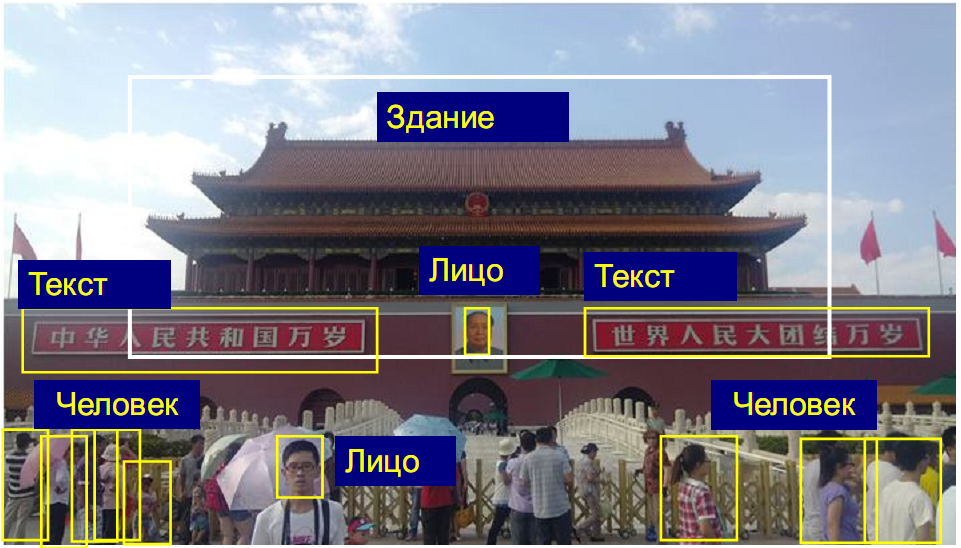 Здание
Лицо
Текст
Текст
中华人民共和国万岁
世界人民大团结万岁
Человек
Человек
Лицо